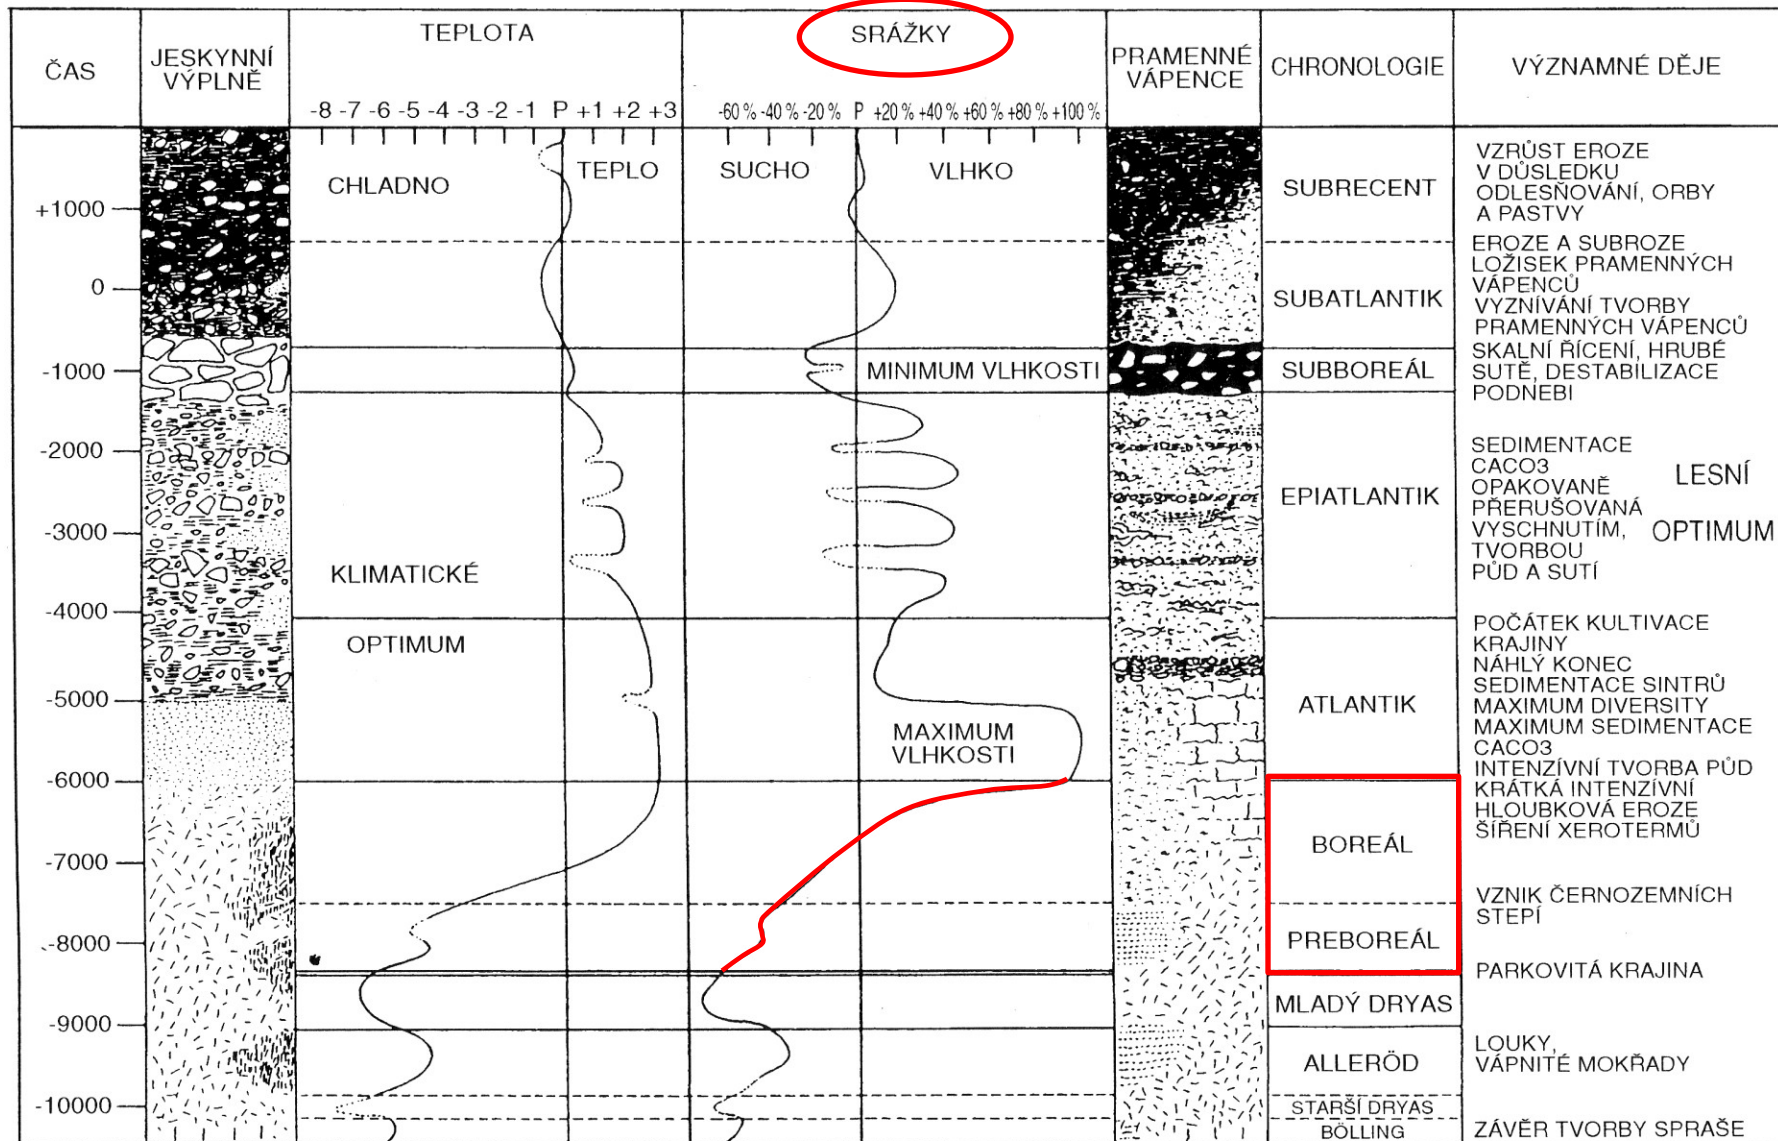 ČAS
JESKYNNÍ
VÝPLNĚ
TEPLOTA
-8 -7 -6 -5 -4 -3 -2 -1 P +1 +2 +3
SRÁŽKY
-60 % -40 % -20 % P +20 % +40 % +60 % +80 % +100 %
PRAMENNÉ
VÁPENCE
CHRONOLOGIE
VÝZNAMNÉ DĚJE
CHLADNO
TEPLO
SUCHO
VLHKO
+1000
0
-1000
-2000
-3000
-4000
-5000
-6000
-7000
-8000
-9000
-10000
KLIMATICKÉ
OPTIMUM
MINIMUM VLHKOSTI
MAXIMUM
VLHKOSTI
SUBRECENT
SUBATLANTIK
SUBBOREÁL
EPIATLANTIK
ATLANTIK
BOREÁL
PREBOREÁL
MLADÝ DRYAS
ALLERÖD
STARŠÍ DRYAS
BÖLLING
VZRŮST EROZE
V DŮSLEDKU
ODLESŇOVÁNÍ, ORBY
A PASTVY
EROZE A SUBROZE
LOŽISEK PRAMENNÝCH
VÁPENCŮ
VYZNÍVÁNÍ TVORBY
PRAMENNÝCH VÁPENCŮ
SKALNÍ ŘÍCENÍ, HRUBÉ
SUTĚ, DESTABILIZACE
PODNEBI
SEDIMENTACE
CACO3
OPAKOVANĚ
PŘERUŠOVANÁ
VYSCHNUTÍM,
TVORBOU
PŮD A SUTÍ
LESNÍ
OPTIMUM
POČÁTEK KULTIVACE
KRAJINY
NÁHLÝ KONEC
SEDIMENTACE SINTRŮ
MAXIMUM DIVERSITY
MAXIMUM SEDIMENTACE
CACO3
INTENZÍVNÍ TVORBA PŮD
KRÁTKÁ INTENZÍVNÍ
HLOUBKOVÁ EROZE
ŠÍŘENÍ XEROTERMŮ
VZNIK ČERNOZEMNÍCH
STEPÍ
PARKOVITÁ KRAJINA
LOUKY,
VÁPNITÉ MOKŘADY
ZÁVĚR TVORBY SPRAŠE